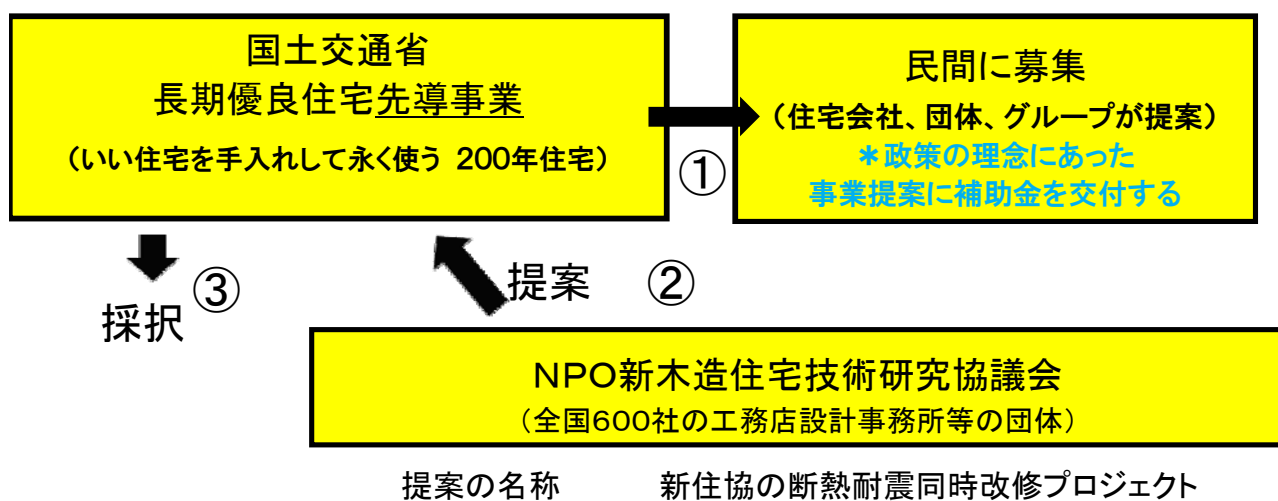 国土交通省
長期優良住宅先導事業
（いい住宅を手入れして永く使う 200年住宅）
①
民間に募集
（住宅会社、団体、グループが提案）
＊政策の理念にあった
事業提案に補助金を交付する
③
採択
提案 ②
ＮＰＯ新木造住宅技術研究協議会
（全国６００社の工務店設計事務所等の団体）
提案の名称 新住協の断熱耐震同時改修プロジェクト